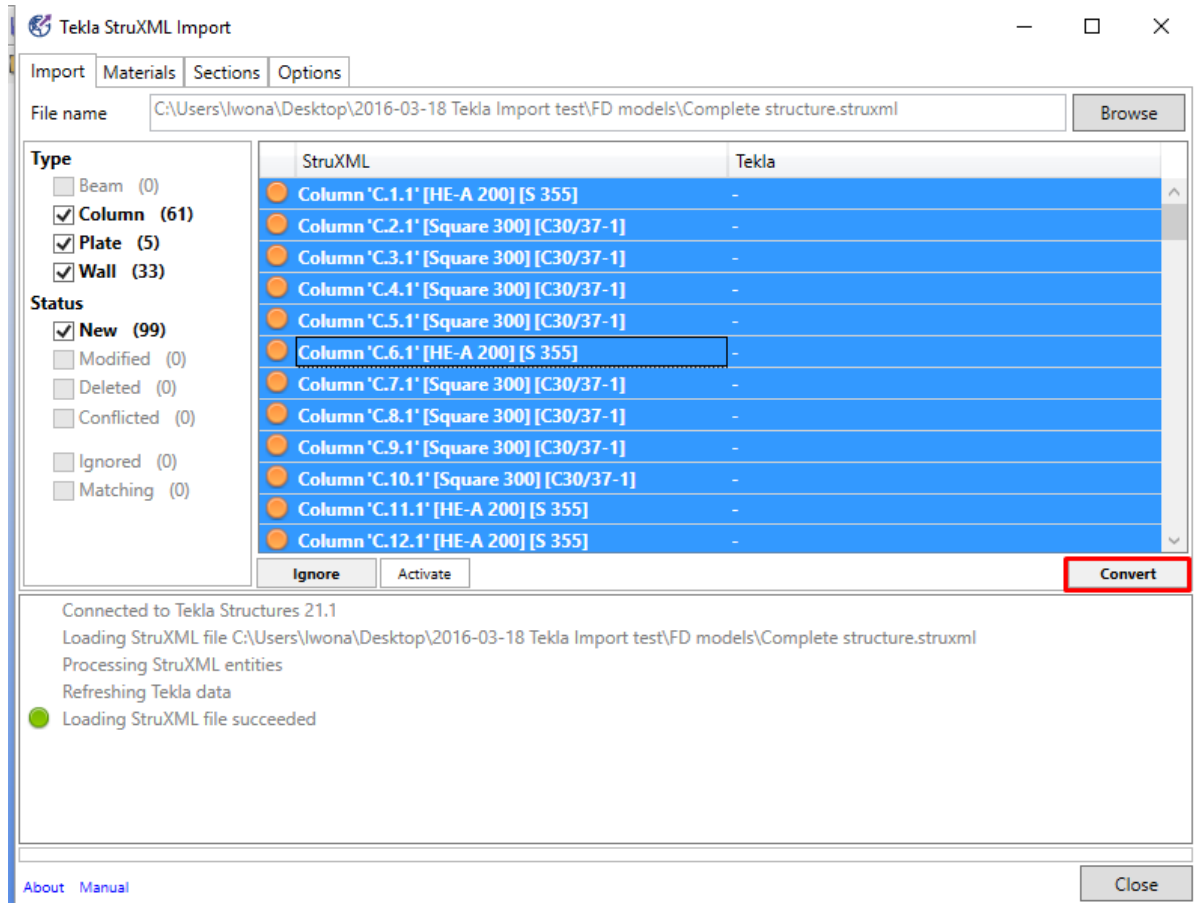 Tekla StruXML Import
Import Materials Sections Options
File name C:\Users\Iwona\Desktop\2016-03-18 Tekla Import test\FD models\Complete structure.struxml Browse
Type
Beam (0)
Column (61)
Plate (5)
Wall (33)
Status
New (99)
Modified (0)
Deleted (0)
Conflicted (0)
Ignored (0)
Matching (0)
StruXML Tekla
Column 'C.1.1' [HE-A 200] [S 355] -
Column 'C.2.1' [Square 300] [C30/37-1] -
Column 'C.3.1' [Square 300] [C30/37-1] -
Column 'C.4.1' [Square 300] [C30/37-1] -
Column 'C.5.1' [Square 300] [C30/37-1] -
Column 'C.6.1' [HE-A 200] [S 355] -
Column 'C.7.1' [Square 300] [C30/37-1] -
Column 'C.8.1' [Square 300] [C30/37-1] -
Column 'C.9.1' [Square 300] [C30/37-1] -
Column 'C.10.1' [Square 300] [C30/37-1] -
Column 'C.11.1' [HE-A 200] [S 355] -
Column 'C.12.1' [HE-A 200] [S 355] -
Ignore Activate Convert
Connected to Tekla Structures 21.1
Loading StruXML file C:\Users\Iwona\Desktop\2016-03-18 Tekla Import test\FD models\Complete structure.struxml
Processing StruXML entities
Refreshing Tekla data
Loading StruXML file succeeded
About Manual Close